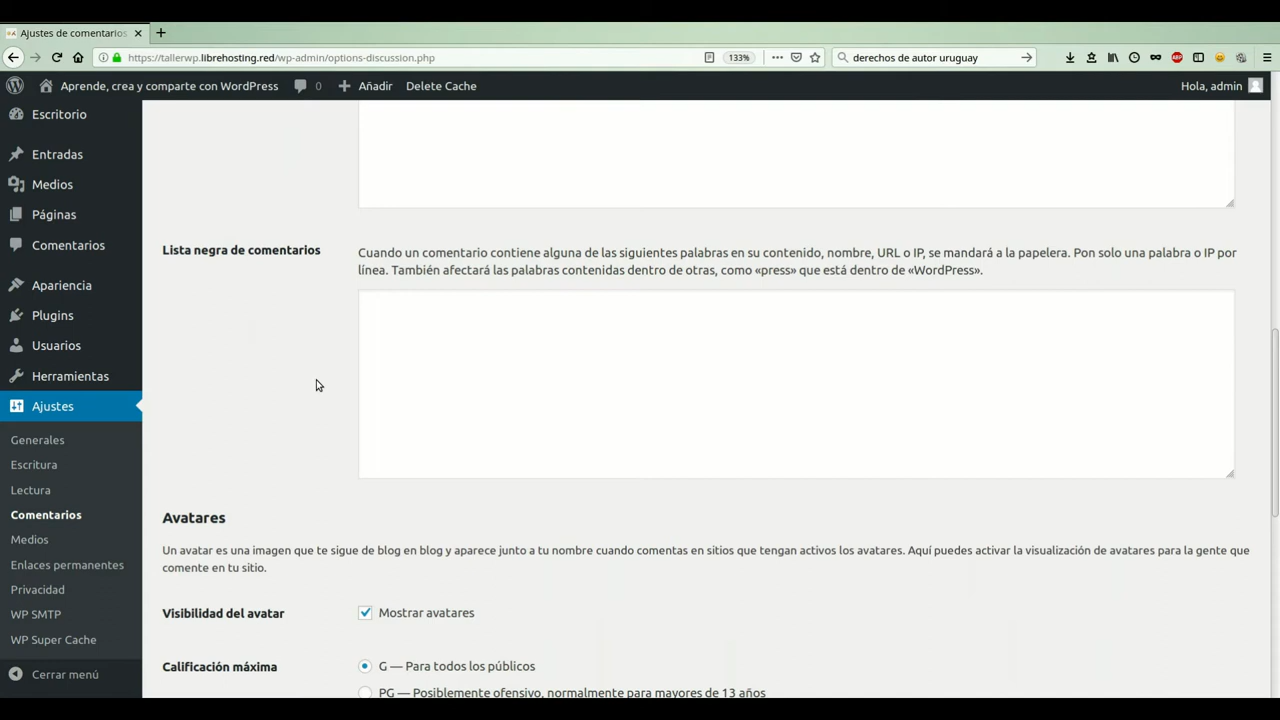 Ajustes de comentarios
https://tallerwp.librehosting.red/wp-admin/options-discussion.php
133%
derechos de autor uruguay
Aprende, crea y comparte con WordPress
0
Añadir
Delete Cache
Hola, admin
Escritorio
Entradas
Medios
Páginas
Comentarios
Apariencia
Plugins
Usuarios
Herramientas
Ajustes
Generales
Escritura
Lectura
Comentarios
Medios
Enlaces permanentes
Privacidad
WP SMTP
WP Super Cache
Cerrar menú
Lista negra de comentarios
Cuando un comentario contiene alguna de las siguientes palabras en su contenido, nombre, URL o IP, se mandará a la papelera. Pon solo una palabra o IP por
línea. También afectará las palabras contenidas dentro de otras, como «press» que está dentro de «WordPress».
Avatares
Un avatar es una imagen que te sigue de blog en blog y aparece junto a tu nombre cuando comentas en sitios que tengan activos los avatares. Aquí puedes activar la visualización de avatares para la gente que
comente en tu sitio.
Visibilidad del avatar
Mostrar avatares
Calificación máxima
G — Para todos los públicos
PG — Posiblemente ofensivo, normalmente para mayores de 13 años